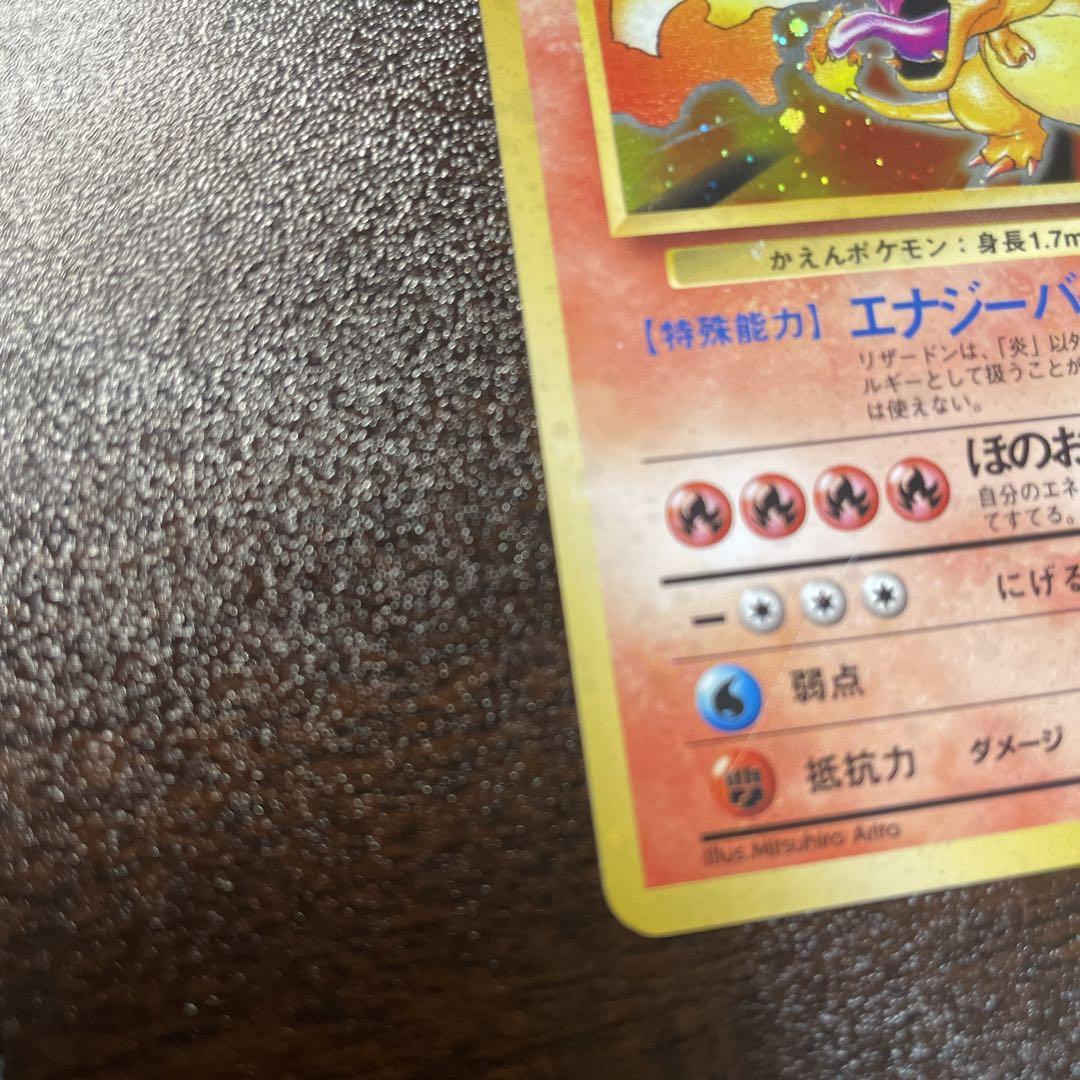 かえんポケモン：身長1.7m
【特殊能力】 エナジーバ
リザードンは、「炎」以外
ルギーとして扱うことが
は使えない。
ほのお
自分のエネ
てすてる。
にげる
弱点
抵抗力 ダメージ
Illus. Mitsuhiro Arita